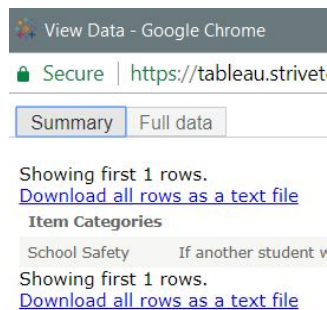 View Data - Google Chrome
Secure | https://tableau.strivet
Summary Full data
Showing first 1 rows.
Download all rows as a text file
Item Categories
School Safety If another student w
Showing first 1 rows.
Download all rows as a text file